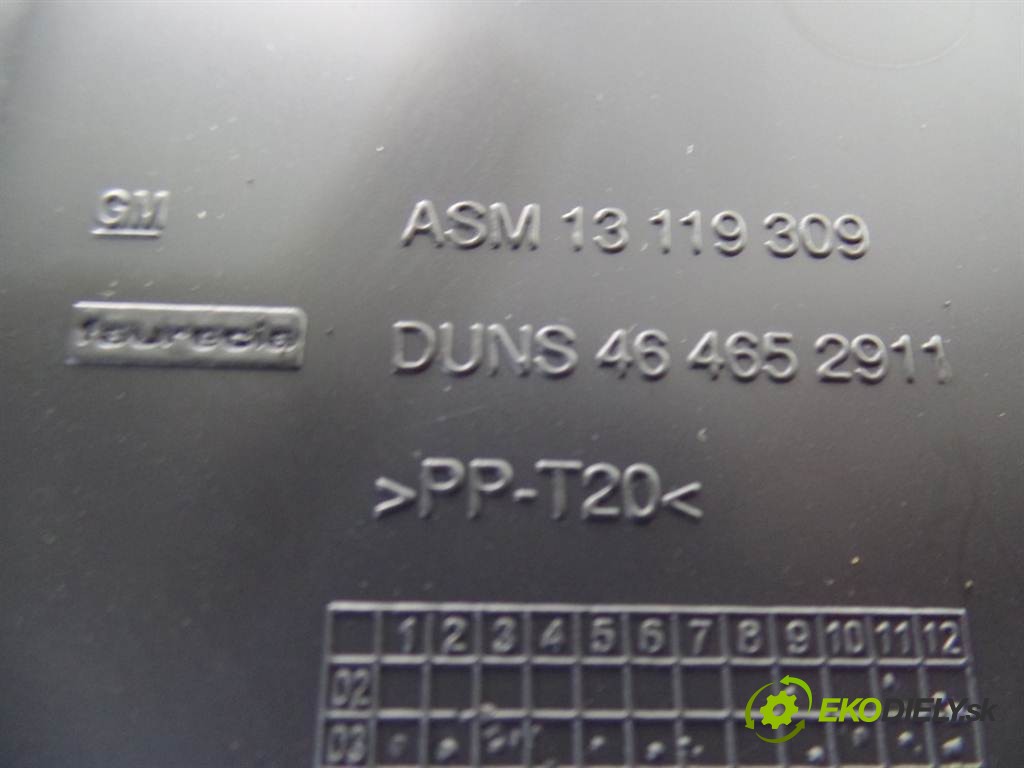 GM
ASM 13 119 309
faurecia
DUNS 46 465 2911
>PP-T20<
1 2 3 4 5 6 7 8 9 10 11 12
02
03
EKODIELY.sk